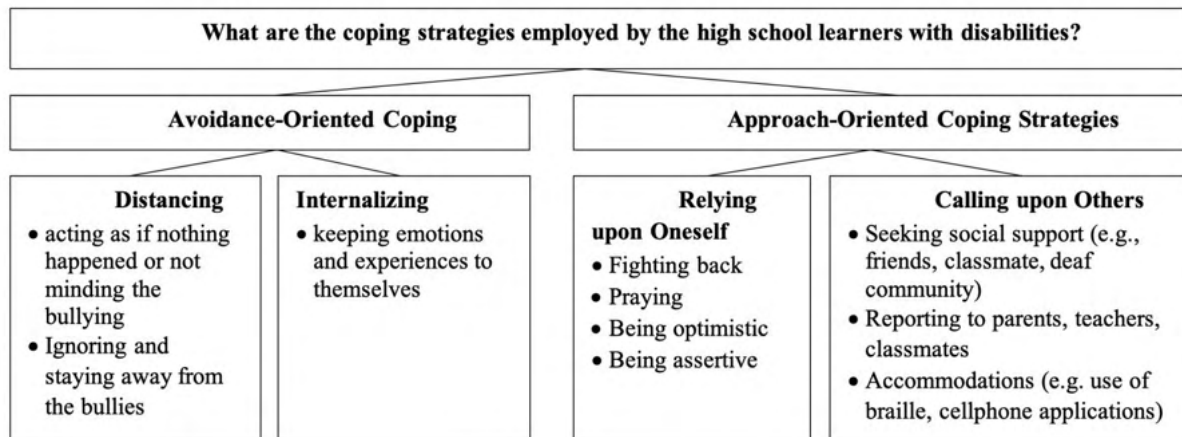 What are the coping strategies employed by the high school learners with disabilities?
Avoidance-Oriented Coping
Approach-Oriented Coping Strategies
Distancing
• acting as if nothing
happened or not
minding the
bullying
• Ignoring and
staying away from
the bullies
Internalizing
• keeping emotions
and experiences to
themselves
Relying
upon Oneself
• Fighting back
• Praying
• Being optimistic
• Being assertive
Calling upon Others
• Seeking social support (e.g.,
friends, classmate, deaf
community)
• Reporting to parents, teachers,
classmates
• Accommodations (e.g. use of
braille, cellphone applications)